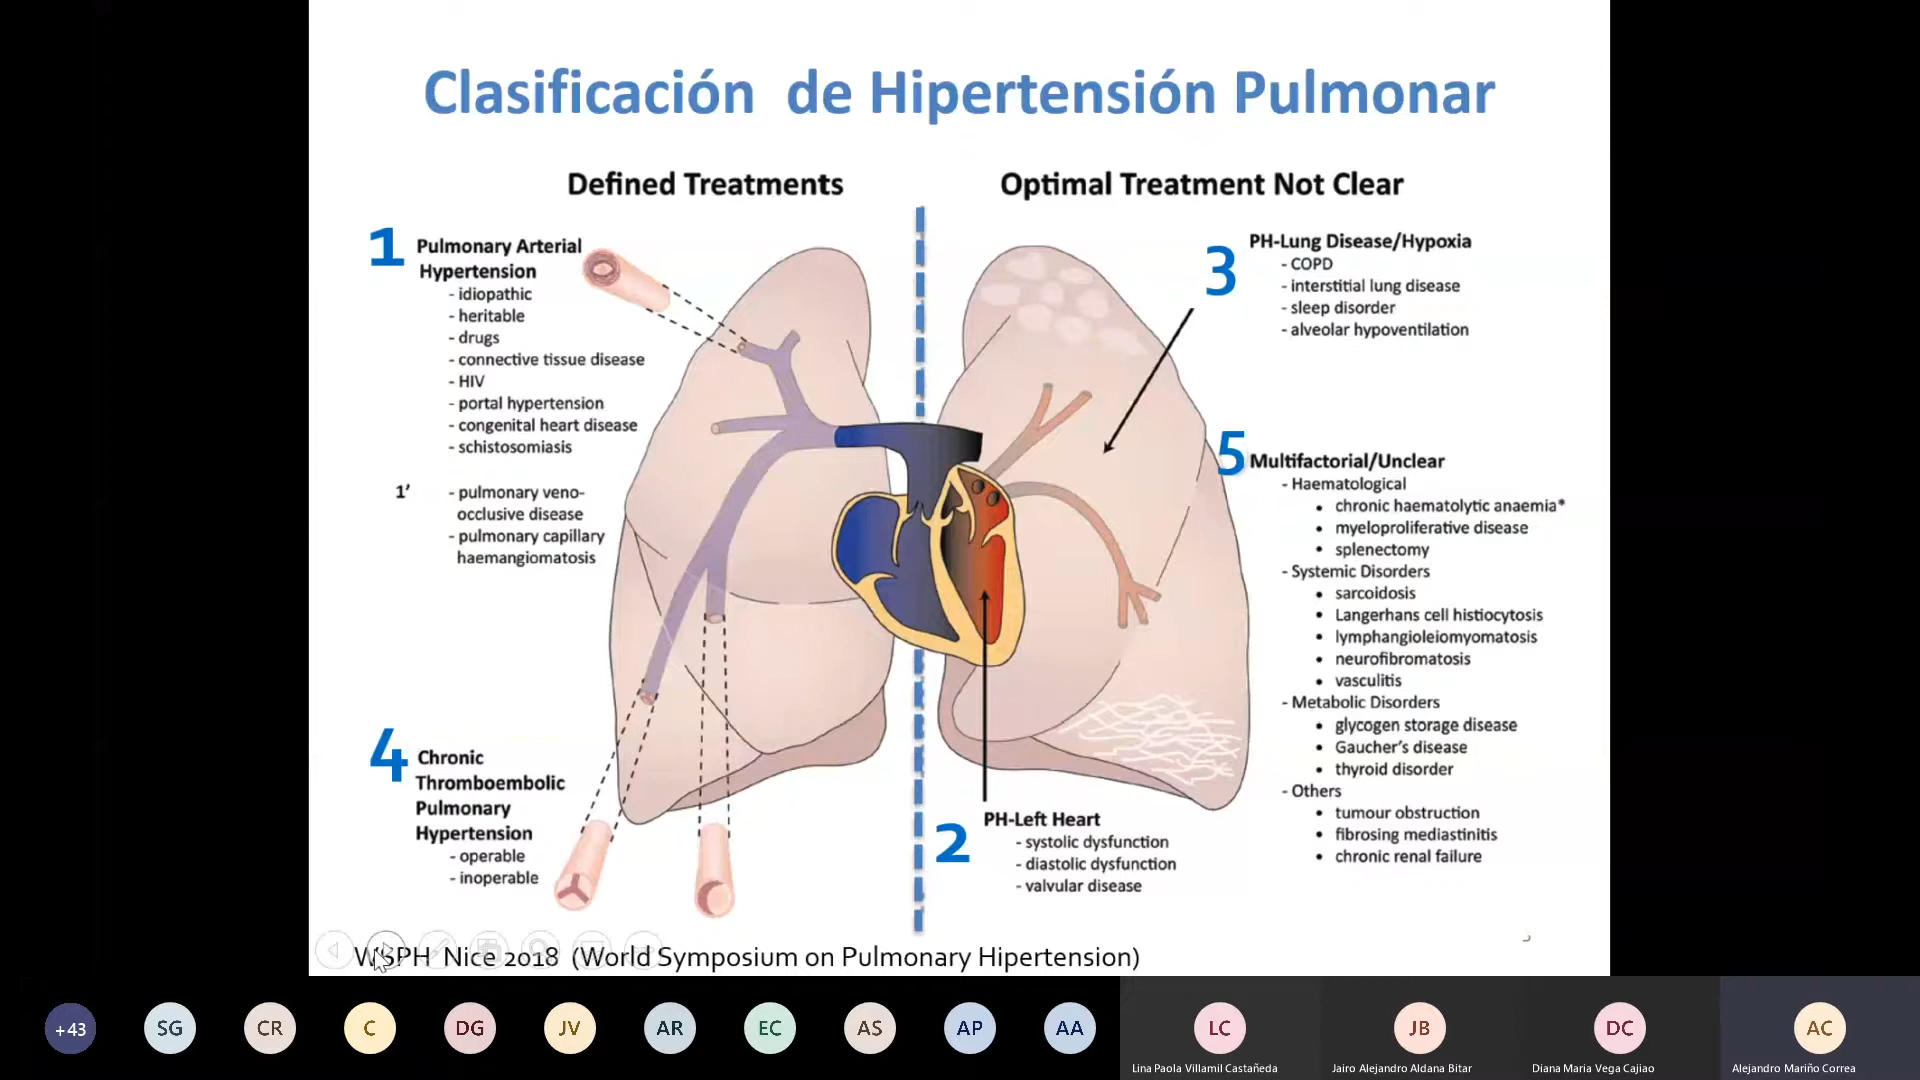 Clasificación de Hipertensión Pulmonar
Defined Treatments
Optimal Treatment Not Clear
1
Pulmonary Arterial
Hypertension
- idiopathic
- heritable
- drugs
- connective tissue disease
- HIV
- portal hypertension
- congenital heart disease
- schistosomiasis
1’
- pulmonary veno-
occlusive disease
- pulmonary capillary
haemangiomatosis
4
Chronic
Thromboembolic
Pulmonary
Hypertension
- operable
- inoperable
3
PH-Lung Disease/Hypoxia
- COPD
- interstitial lung disease
- sleep disorder
- alveolar hypoventilation
5
Multifactorial/Unclear
- Haematological
• chronic haematolytic anaemia*
• myeloproliferative disease
• splenectomy
- Systemic Disorders
• sarcoidosis
• Langerhans cell histiocytosis
• lymphangioleiomyomatosis
• neurofibromatosis
• vasculitis
- Metabolic Disorders
• glycogen storage disease
• Gaucher’s disease
• thyroid disorder
- Others
• tumour obstruction
• fibrosing mediastinitis
• chronic renal failure
2
PH-Left Heart
- systolic dysfunction
- diastolic dysfunction
- valvular disease
WSPH Nice 2018 (World Symposium on Pulmonary Hipertension)
+43
SG
CR
C
DG
JV
AR
EC
AS
AP
AA
LC
JB
DC
AC
Lina Paola Villamil Castañeda
Jairo Alejandro Aldana Bitar
Diana Maria Vega Cajiao
Alejandro Mariño Correa